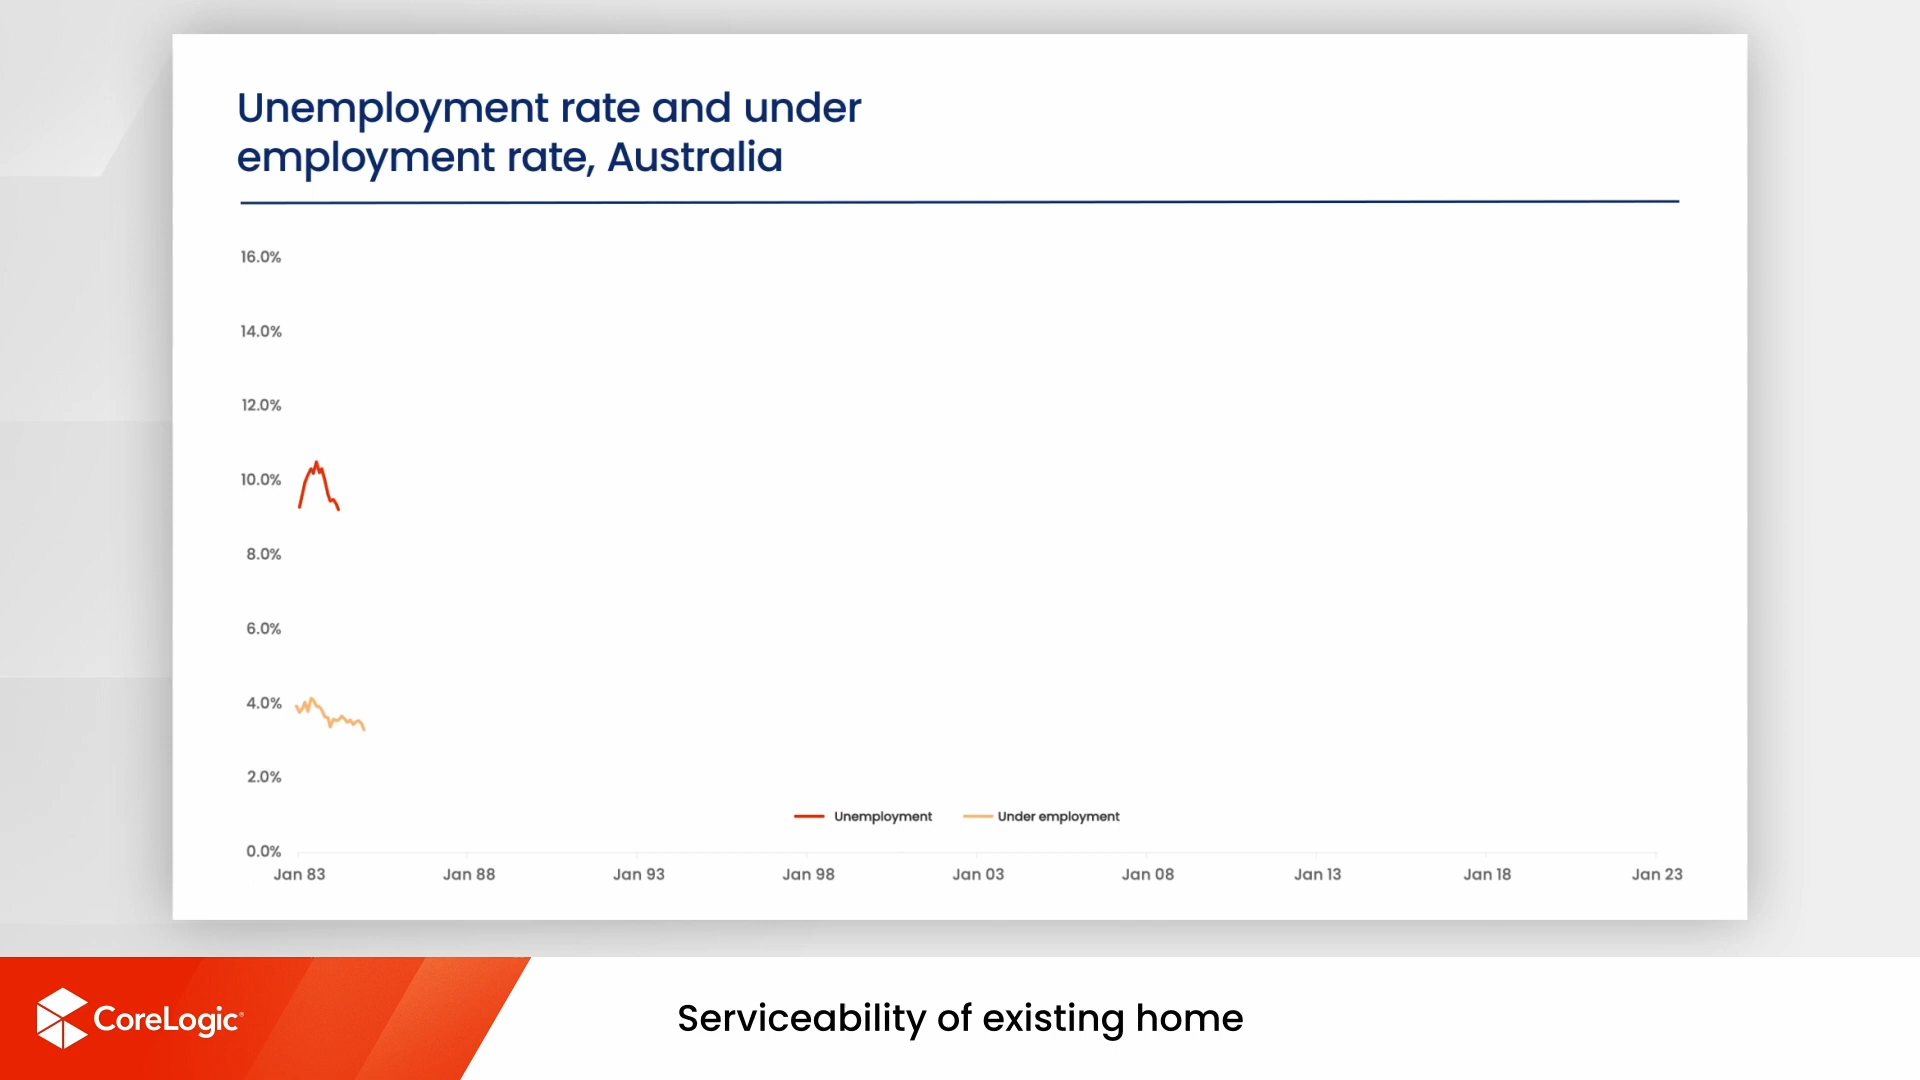 Unemployment rate and under
employment rate, Australia
16.0%
14.0%
12.0%
10.0%
8.0%
6.0%
4.0%
2.0%
0.0%
Unemployment
Under employment
Jan 83
Jan 88
Jan 93
Jan 98
Jan 03
Jan 08
Jan 13
Jan 18
Jan 23
CoreLogic
Serviceability of existing home